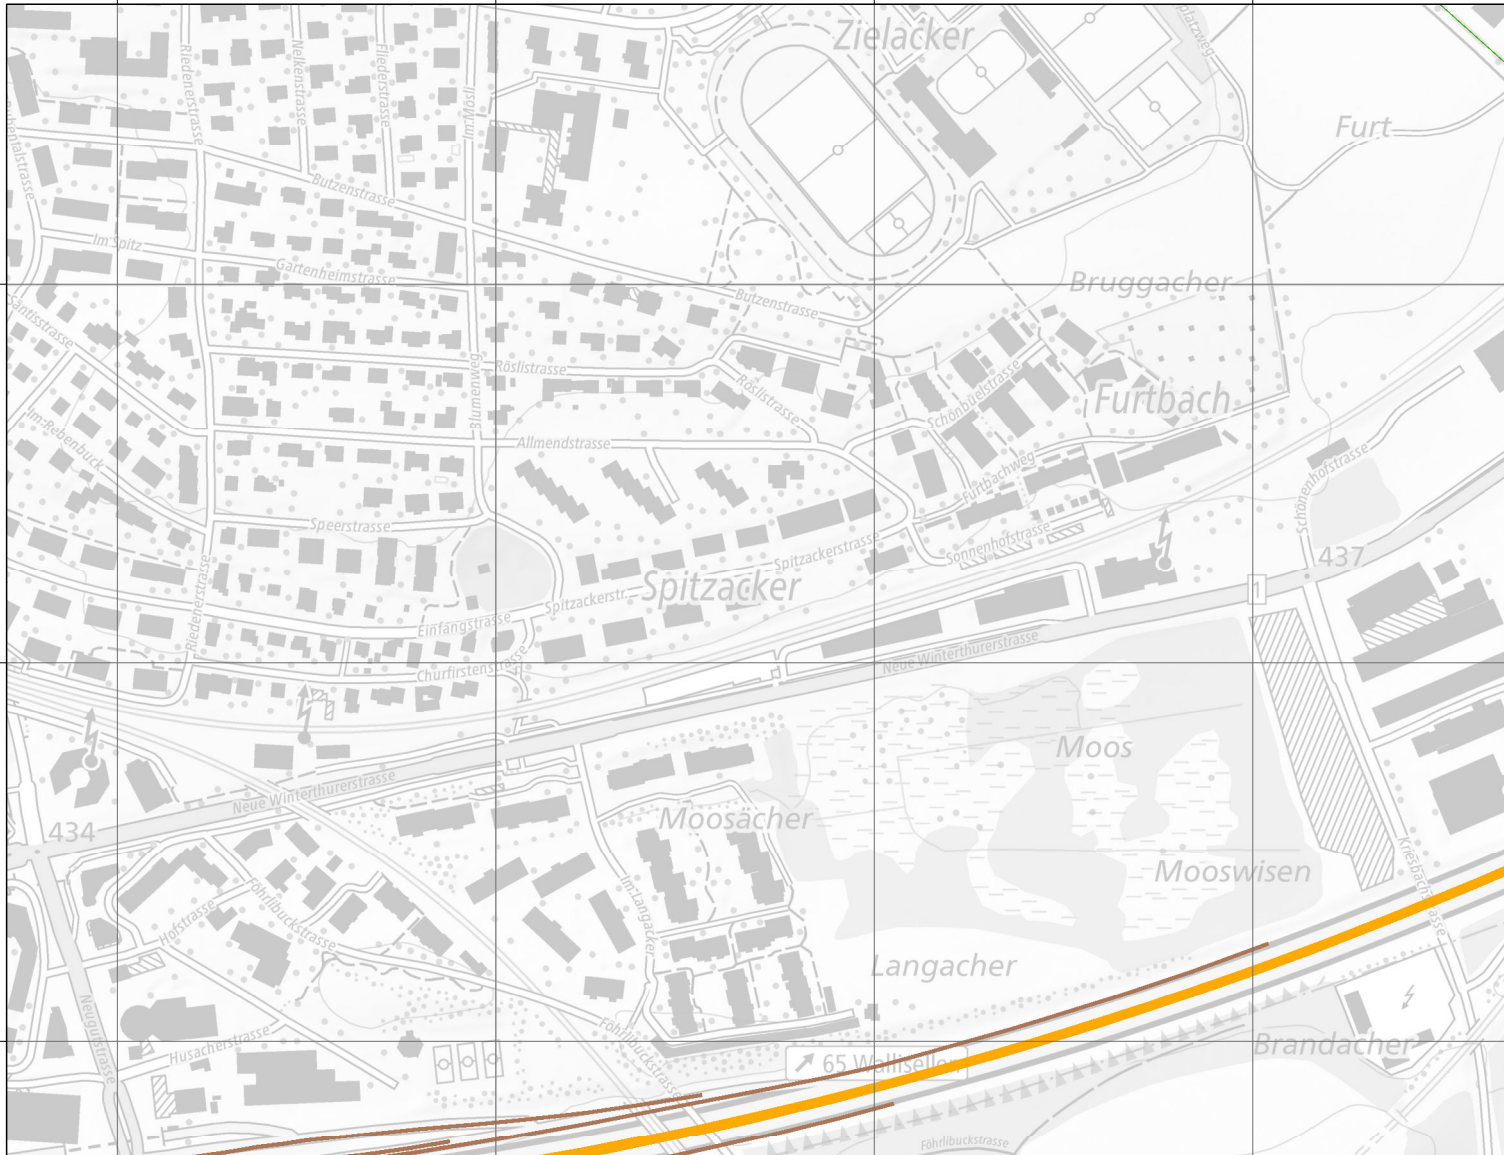 Zielacker
platzweg
Riedenerstrasse
Nelkenstrasse
Fliederstrasse
Im Mösli
Furt
Butzenstrasse
Im Spitz
Gartenheimstrasse
Bruggacher
Säntisstrasse
Butzenstrasse
Röslistrasse
Blumenweg
Röslistrasse
Schönbüelstrasse
Furtbach
Im Rebenbuck
Allmendstrasse
Furtbachweg
Schönenhofstrasse
Speerstrasse
Spitzackerstrasse
Sonnenhofstrasse
437
Spitzacker
1
Riedenerstrasse
Spitzackerstr.
Einfangstrasse
Neue Winterthurerstrasse
Churfirstenstrasse
Moos
Neue Winterthurerstrasse
Moosächer
434
Mooswisen
Kriesbachstrasse
Im Langacker
Föhrlibuckstrasse
Hofstrasse
Langacher
Neugutstrasse
Husacherstrasse
Föhrlibuckstrasse
65 Wallisellen
Brandacher
Föhrlibuckstrasse